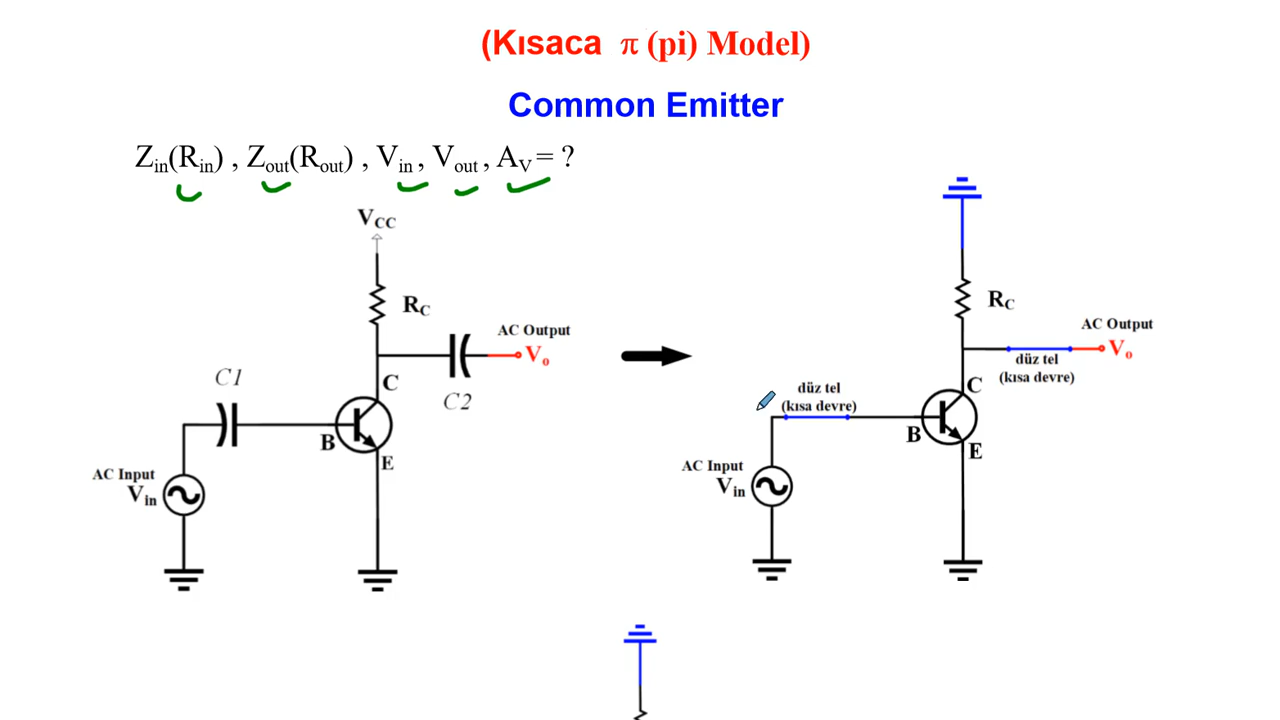 (Kısaca π (pi) Model)
Common Emitter
Zin(Rin) , Zout(Rout) , Vin , Vout , AV = ?
VCC
RC
AC Output
Vo
C1
C2
C
B
E
AC Input
Vin
RC
AC Output
Vo
düz tel
(kısa devre)
düz tel
(kısa devre)
C
B
E
AC Input
Vin